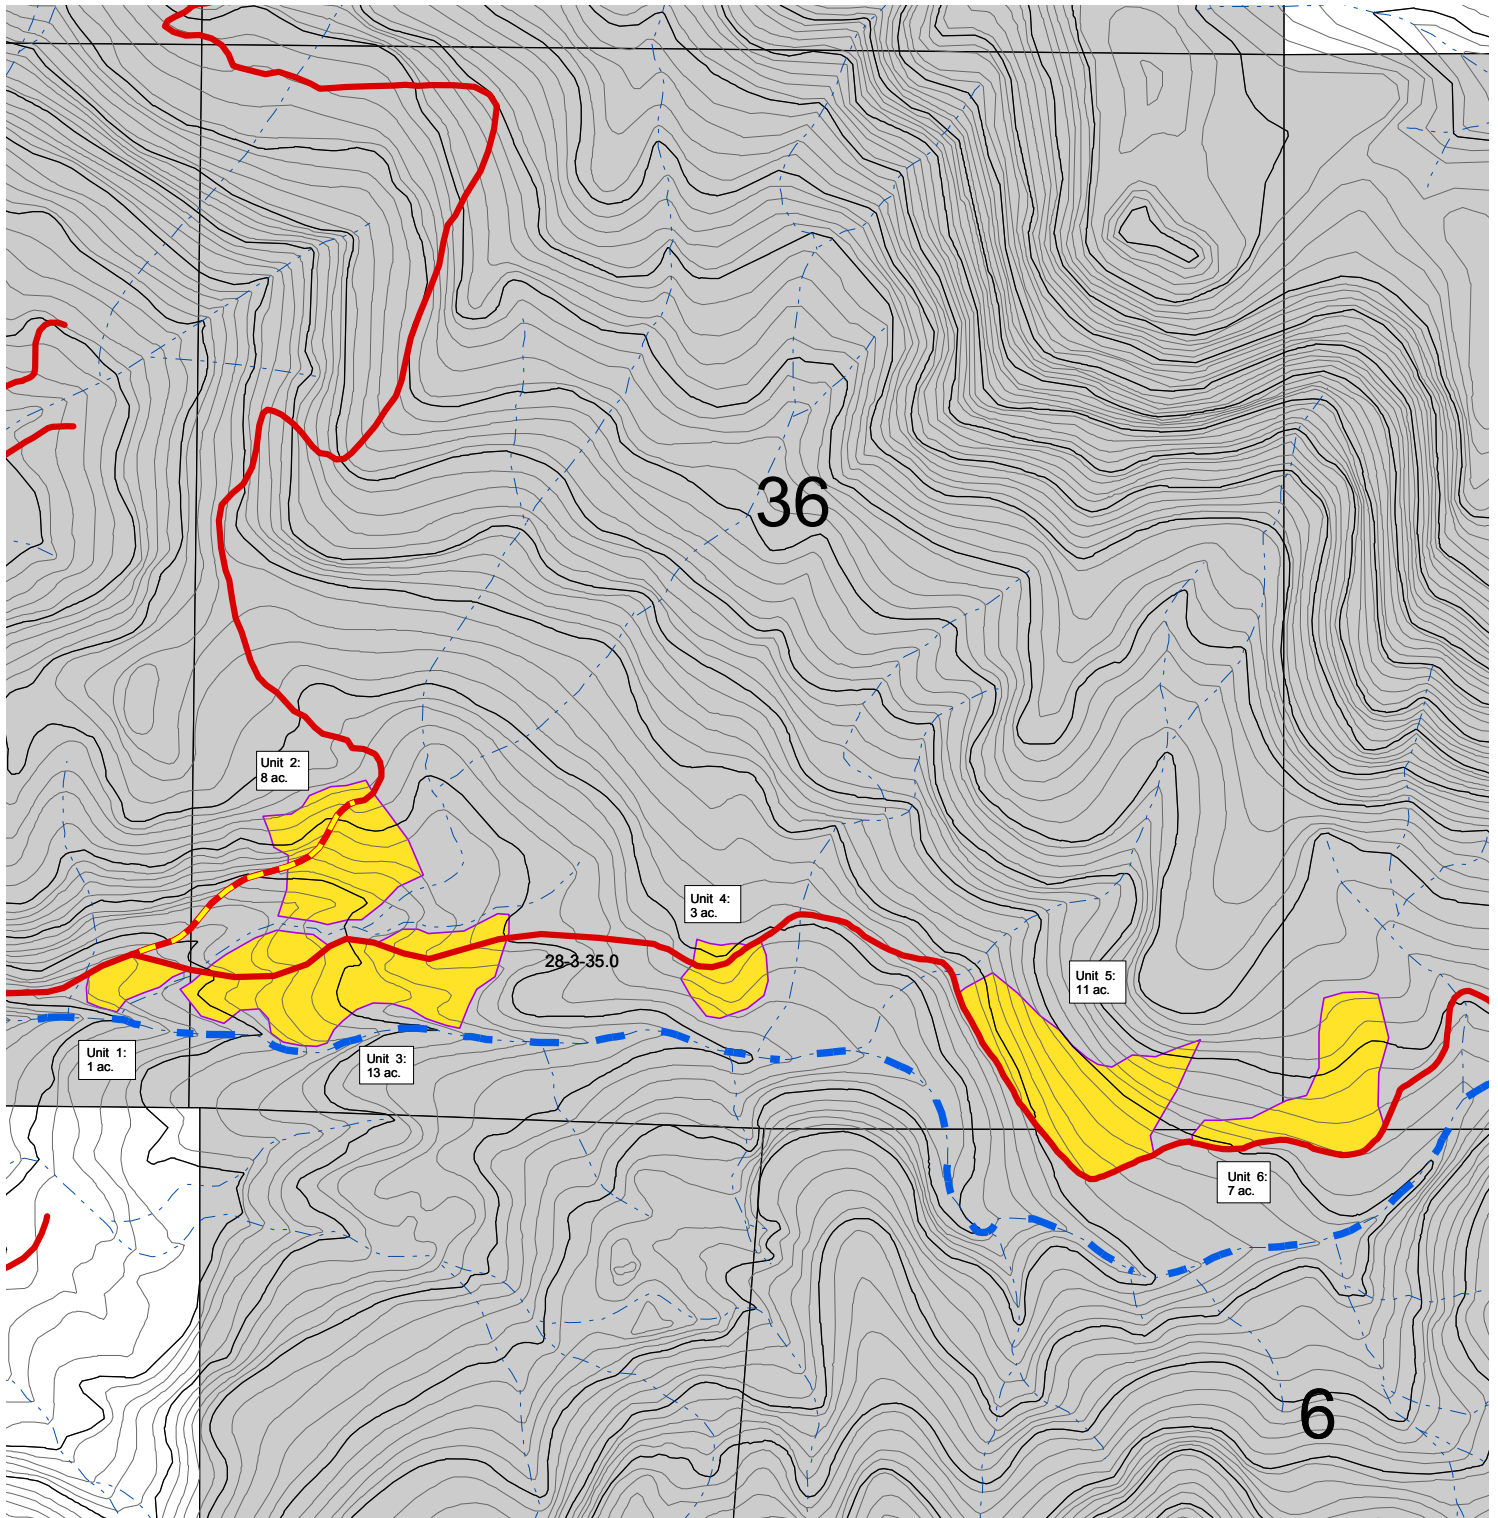 36
Unit 2:
8 ac.
Unit 4:
3 ac.
28-3-35.0
Unit 5:
11 ac.
Unit 1:
1 ac.
Unit 3:
13 ac.
Unit 6:
7 ac.
6